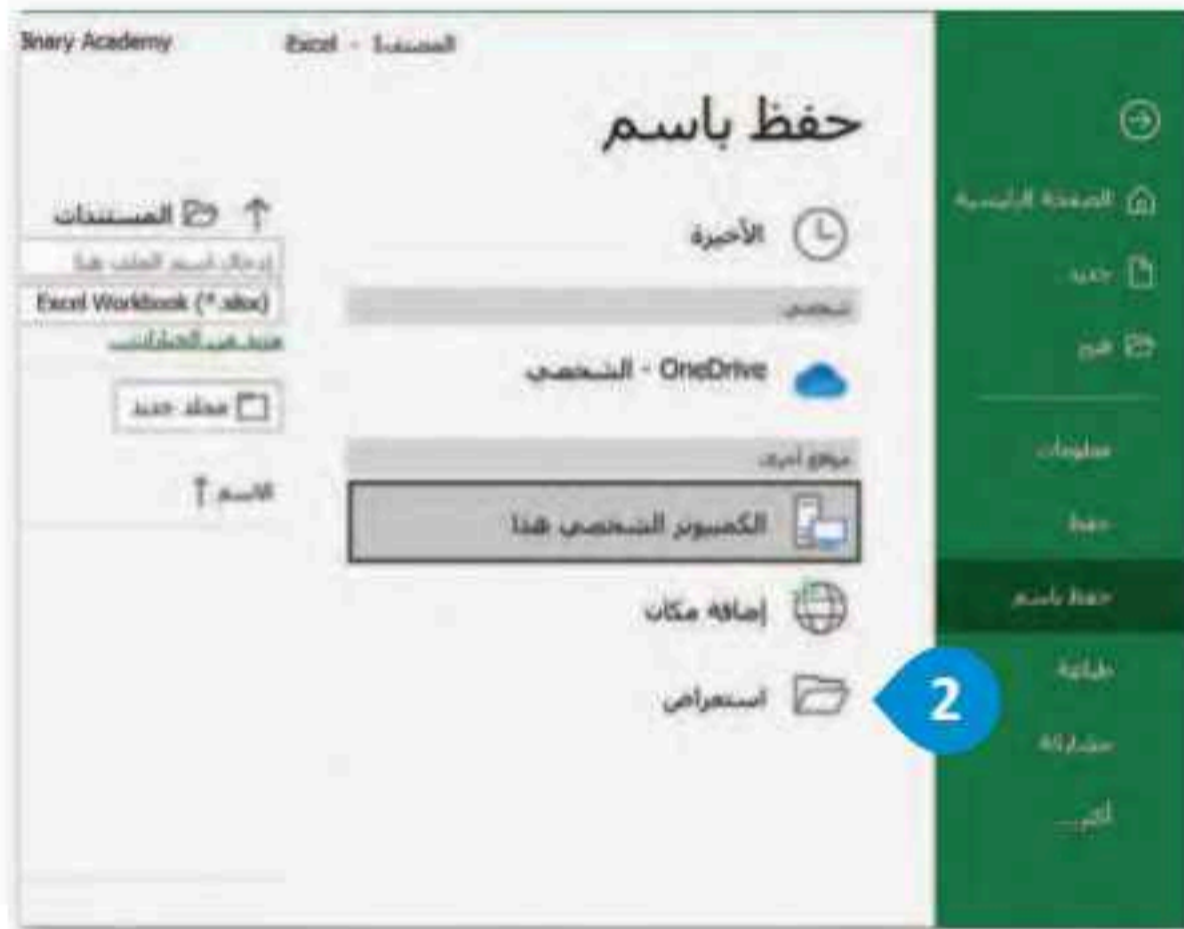 المصنف1 - Excel
Binary Academy
الصفحة الرئيسية
جديد
فتح
معلومات
حفظ
حفظ باسم
طباعة
مشاركة
أكثر...
حفظ باسم
الأخيرة
شخصي
OneDrive - الشخصي
مواقع أخرى
الكمبيوتر الشخصي هذا
إضافة مكان
استعراض
2
المستندات
إدخال اسم الملف هنا
Excel Workbook (*.xlsx)
مزيد من الخيارات...
مجلد جديد
الاسم